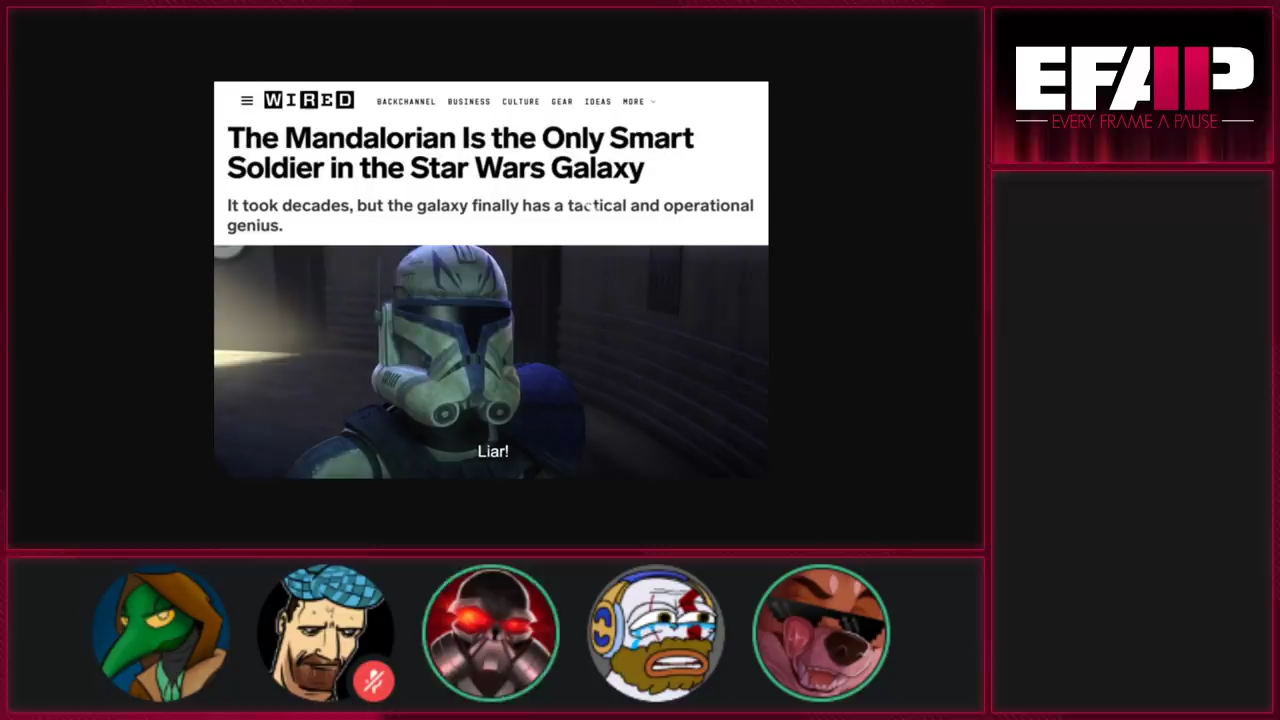 WIRED
BACKCHANNEL BUSINESS CULTURE GEAR IDEAS MORE
The Mandalorian Is the Only Smart
Soldier in the Star Wars Galaxy
It took decades, but the galaxy finally has a tactical and operational
genius.
Liar!
EFAP
EVERY FRAME A PAUSE